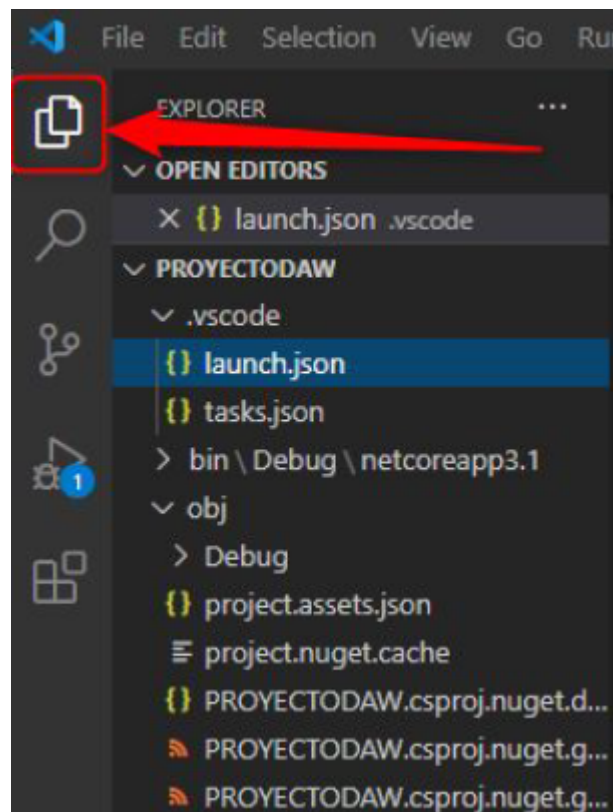 File Edit Selection View Go
EXPLORER ...
OPEN EDITORS
{} launch.json .vscode
PROYECTODAW
.vscode
{} launch.json
{} tasks.json
bin \ Debug \ netcoreapp3.1
1
obj
Debug
{} project.assets.json
project.nuget.cache
{} PROYECTODAW.csproj.nuget.d...
PROYECTODAW.csproj.nuget.g...
PROYECTODAW.csproj.nuget.g...